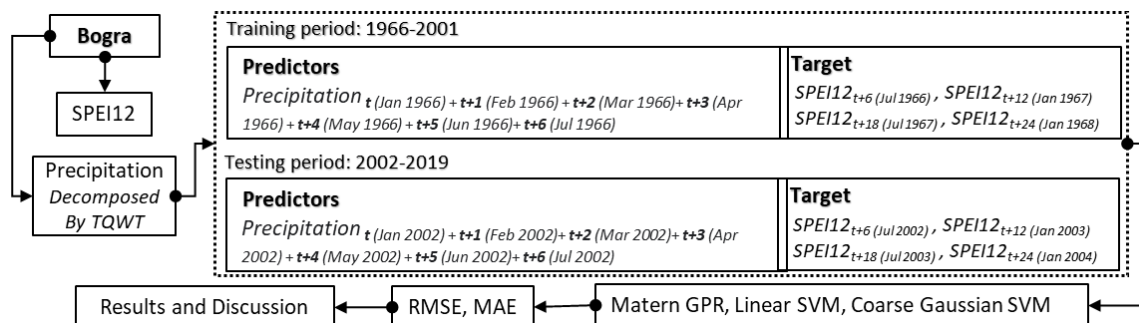 Bogra
SPEI12
Precipitation
Decomposed
By TQWT
Training period: 1966-2001
Predictors
Precipitation t (Jan 1966) + t+1 (Feb 1966) + t+2 (Mar 1966)+ t+3 (Apr
1966) + t+4 (May 1966) + t+5 (Jun 1966)+ t+6 (Jul 1966)
Target
SPEI12t+6 (Jul 1966) , SPEI12t+12 (Jan 1967)
SPEI12t+18 (Jul 1967) , SPEI12t+24 (Jan 1968)
Testing period: 2002-2019
Predictors
Precipitation t (Jan 2002) + t+1 (Feb 2002)+ t+2 (Mar 2002)+ t+3 (Apr
2002) + t+4 (May 2002) + t+5 (Jun 2002)+ t+6 (Jul 2002)
Target
SPEI12t+6 (Jul 2002) , SPEI12t+12 (Jan 2003)
SPEI12t+18 (Jul 2003) , SPEI12t+24 (Jan 2004)
Matern GPR, Linear SVM, Coarse Gaussian SVM
RMSE, MAE
Results and Discussion